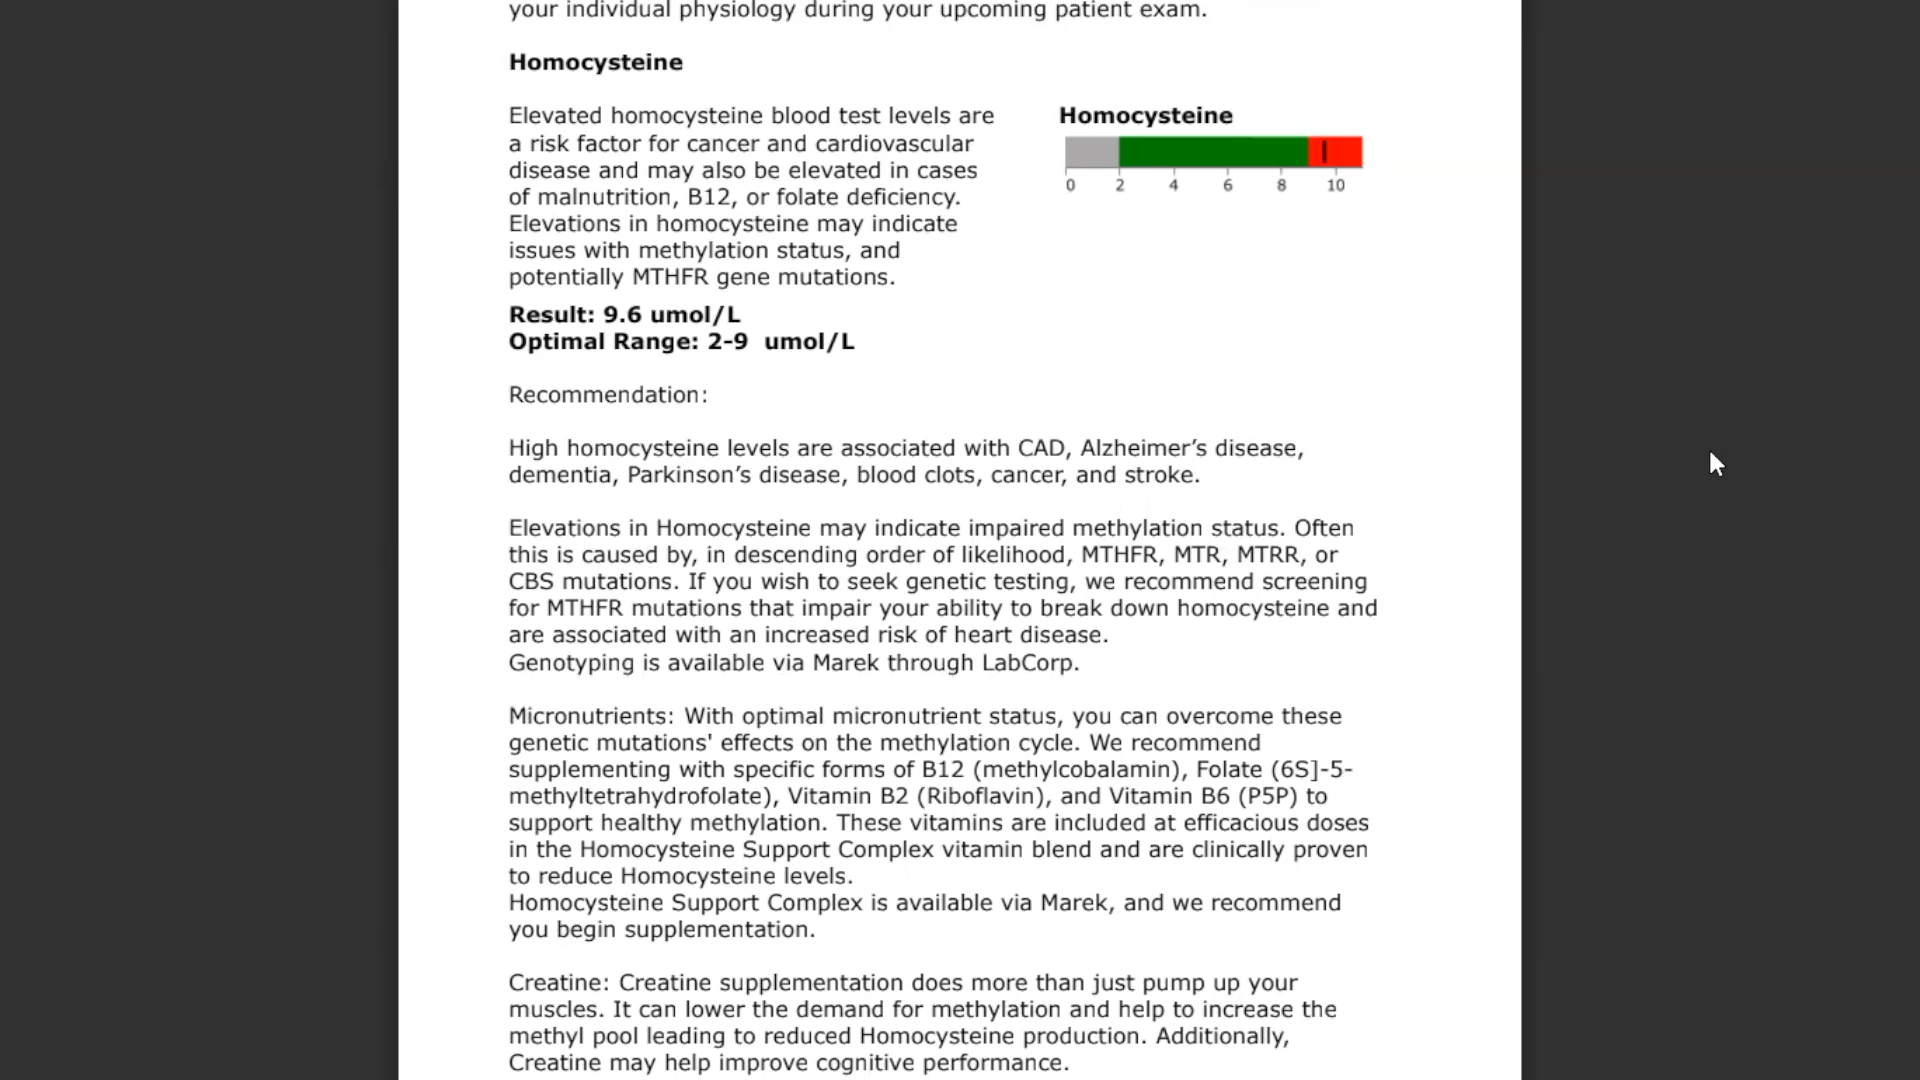 your individual physiology during your upcoming patient exam.
Homocysteine
Elevated homocysteine blood test levels are
a risk factor for cancer and cardiovascular
disease and may also be elevated in cases
of malnutrition, B12, or folate deficiency.
Elevations in homocysteine may indicate
issues with methylation status, and
potentially MTHFR gene mutations.
Homocysteine
0 2 4 6 8 10
Result: 9.6 umol/L
Optimal Range: 2-9  umol/L
Recommendation:
High homocysteine levels are associated with CAD, Alzheimer’s disease,
dementia, Parkinson’s disease, blood clots, cancer, and stroke.
Elevations in Homocysteine may indicate impaired methylation status. Often
this is caused by, in descending order of likelihood, MTHFR, MTR, MTRR, or
CBS mutations. If you wish to seek genetic testing, we recommend screening
for MTHFR mutations that impair your ability to break down homocysteine and
are associated with an increased risk of heart disease.
Genotyping is available via Marek through LabCorp.
Micronutrients: With optimal micronutrient status, you can overcome these
genetic mutations' effects on the methylation cycle. We recommend
supplementing with specific forms of B12 (methylcobalamin), Folate (6S]-5-
methyltetrahydrofolate), Vitamin B2 (Riboflavin), and Vitamin B6 (P5P) to
support healthy methylation. These vitamins are included at efficacious doses
in the Homocysteine Support Complex vitamin blend and are clinically proven
to reduce Homocysteine levels.
Homocysteine Support Complex is available via Marek, and we recommend
you begin supplementation.
Creatine: Creatine supplementation does more than just pump up your
muscles. It can lower the demand for methylation and help to increase the
methyl pool leading to reduced Homocysteine production. Additionally,
Creatine may help improve cognitive performance.